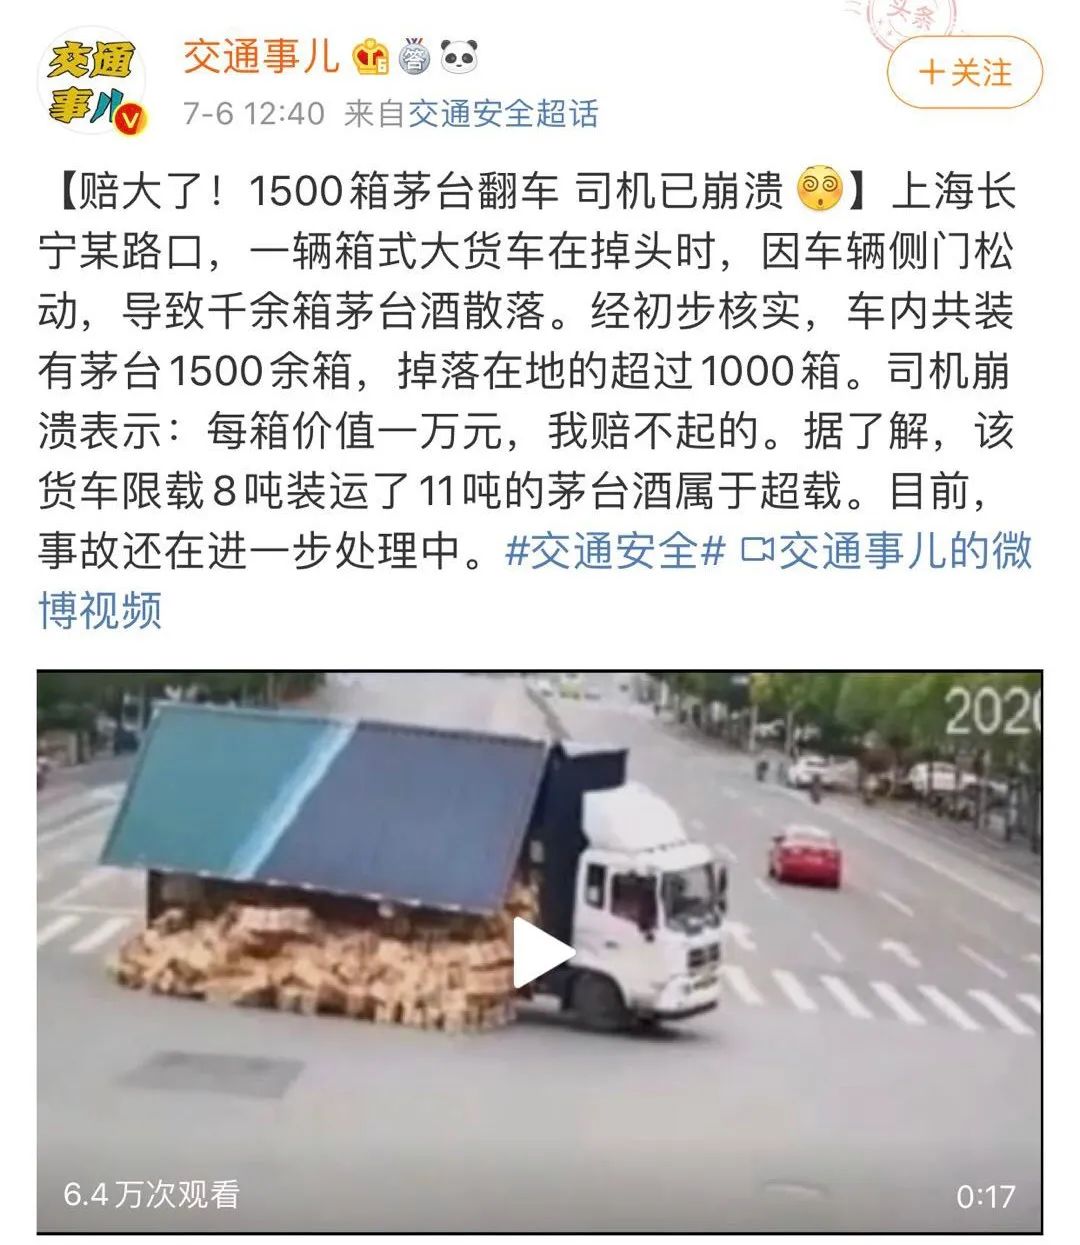 头条
交通
事儿
V
交通事儿
答
7-6 12:40 来自交通安全超话
+关注
【赔大了！1500箱茅台翻车 司机已崩溃 】上海长
宁某路口，一辆箱式大货车在掉头时，因车辆侧门松
动，导致千余箱茅台酒散落。经初步核实，车内共装
有茅台1500余箱，掉落在地的超过1000箱。司机崩
溃表示：每箱价值一万元，我赔不起的。据了解，该
货车限载8吨装运了11吨的茅台酒属于超载。目前，
事故还在进一步处理中。#交通安全# 交通事儿的微
博视频
2020
6.4万次观看
0:17